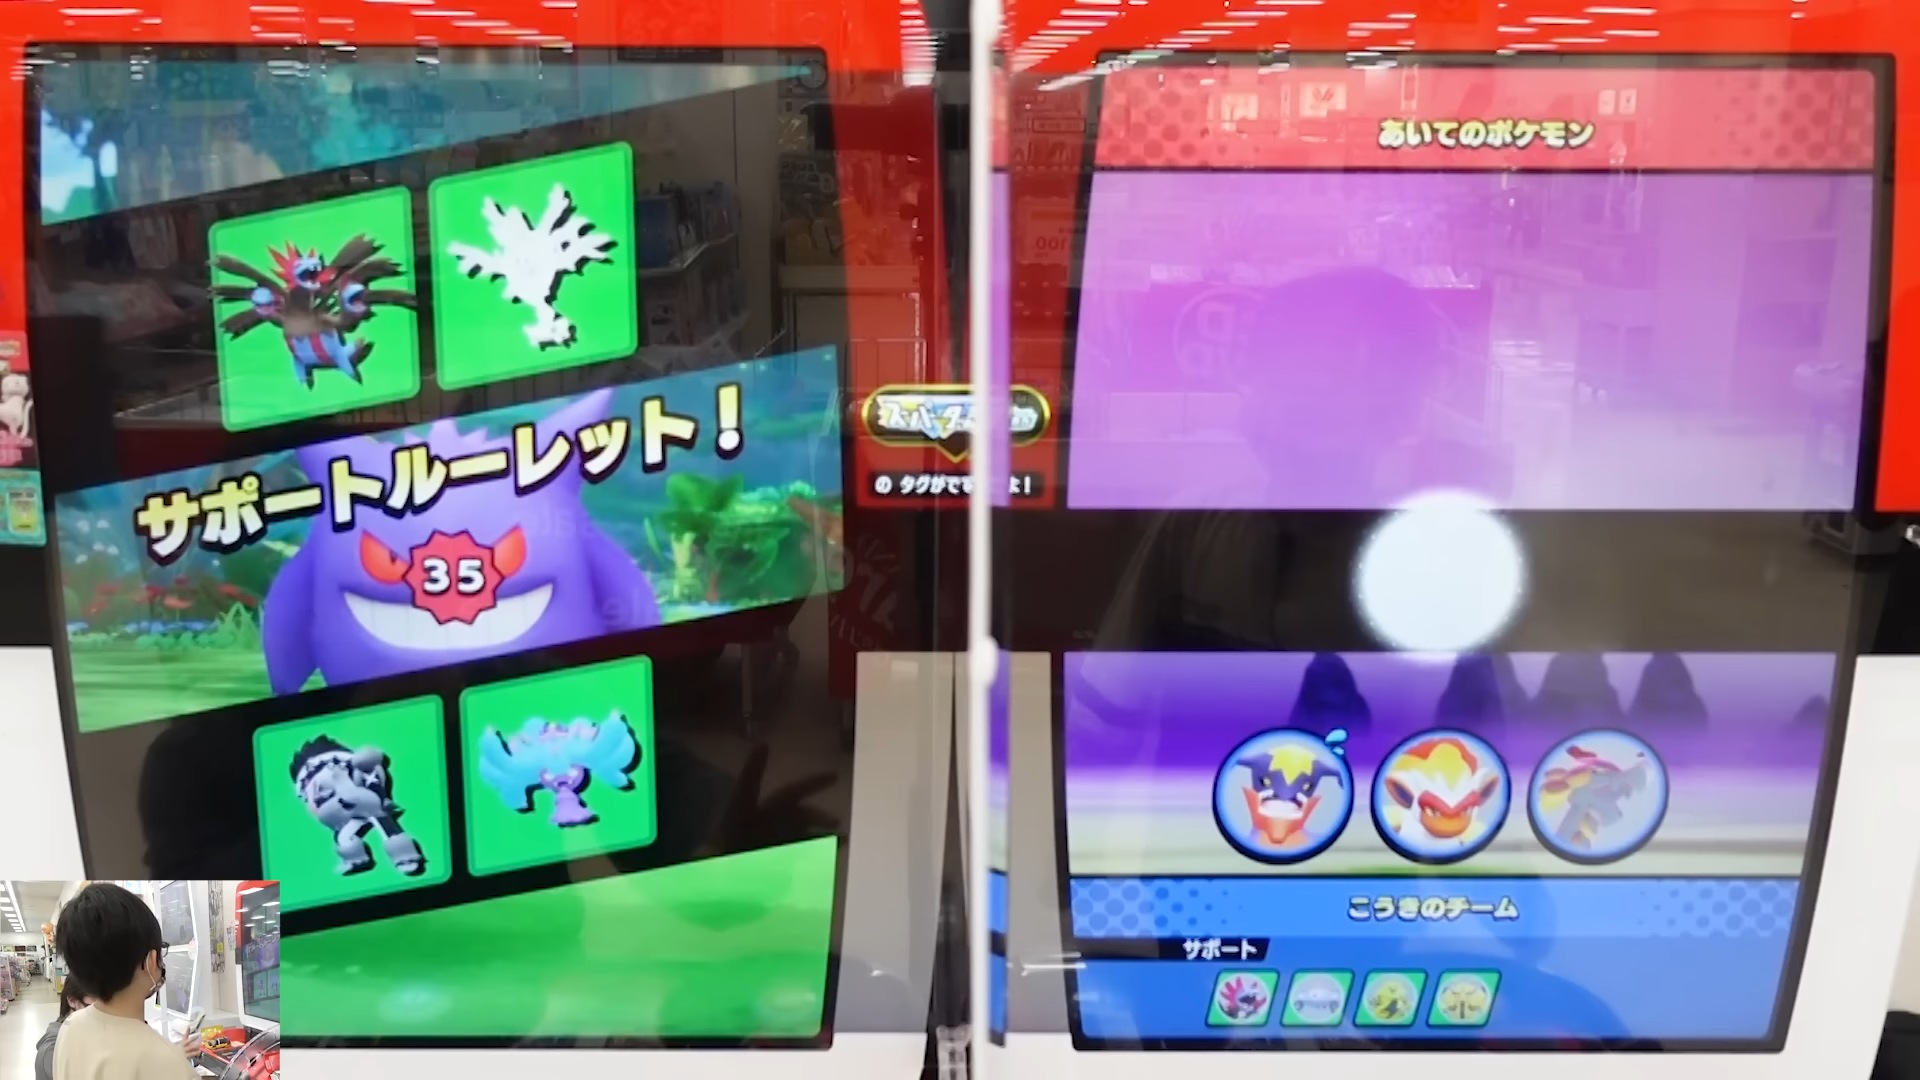 サポートルーレット!
35
あいてのポケモン
こうきのチーム
サポート